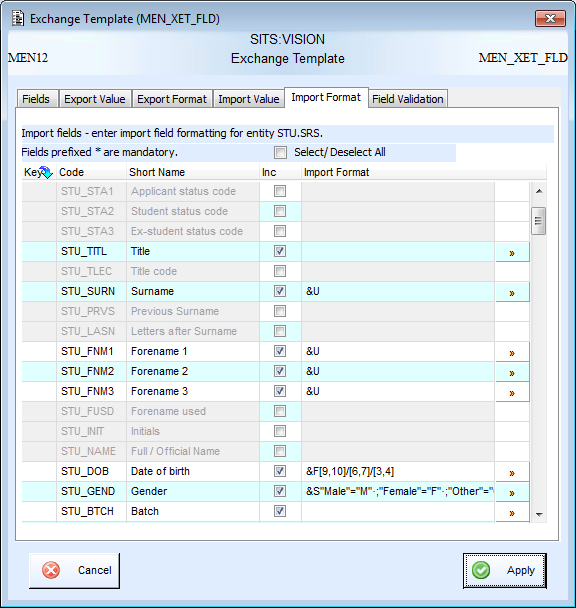 Exchange Template (MEN_XET_FLD)
SITS:VISION
MEN12 Exchange Template MEN_XET_FLD
Fields Export Value Export Format Import Value Import Format Field Validation
Import fields - enter import field formatting for entity STU.SRS.
Fields prefixed * are mandatory. Select/Deselect All
Key Code Short Name Inc Import Format
STU_STA1 Applicant status code
STU_STA2 Student status code
STU_STA3 Ex-student status code
STU_TITL Title »
STU_TLEC Title code
STU_SURN Surname &U »
STU_PRVS Previous Surname
STU_LASN Letters after Surname
STU_FNM1 Forename 1 &U »
STU_FNM2 Forename 2 &U »
STU_FNM3 Forename 3 &U »
STU_FUSD Forename used
STU_INIT Initials
STU_NAME Full / Official Name
STU_DOB Date of birth &F[9,10]/[6,7]/[3,4] »
STU_GEND Gender &S"Male"="M"·;"Female"="F"·;"Other"=" »
STU_BTCH Batch »
Cancel Apply